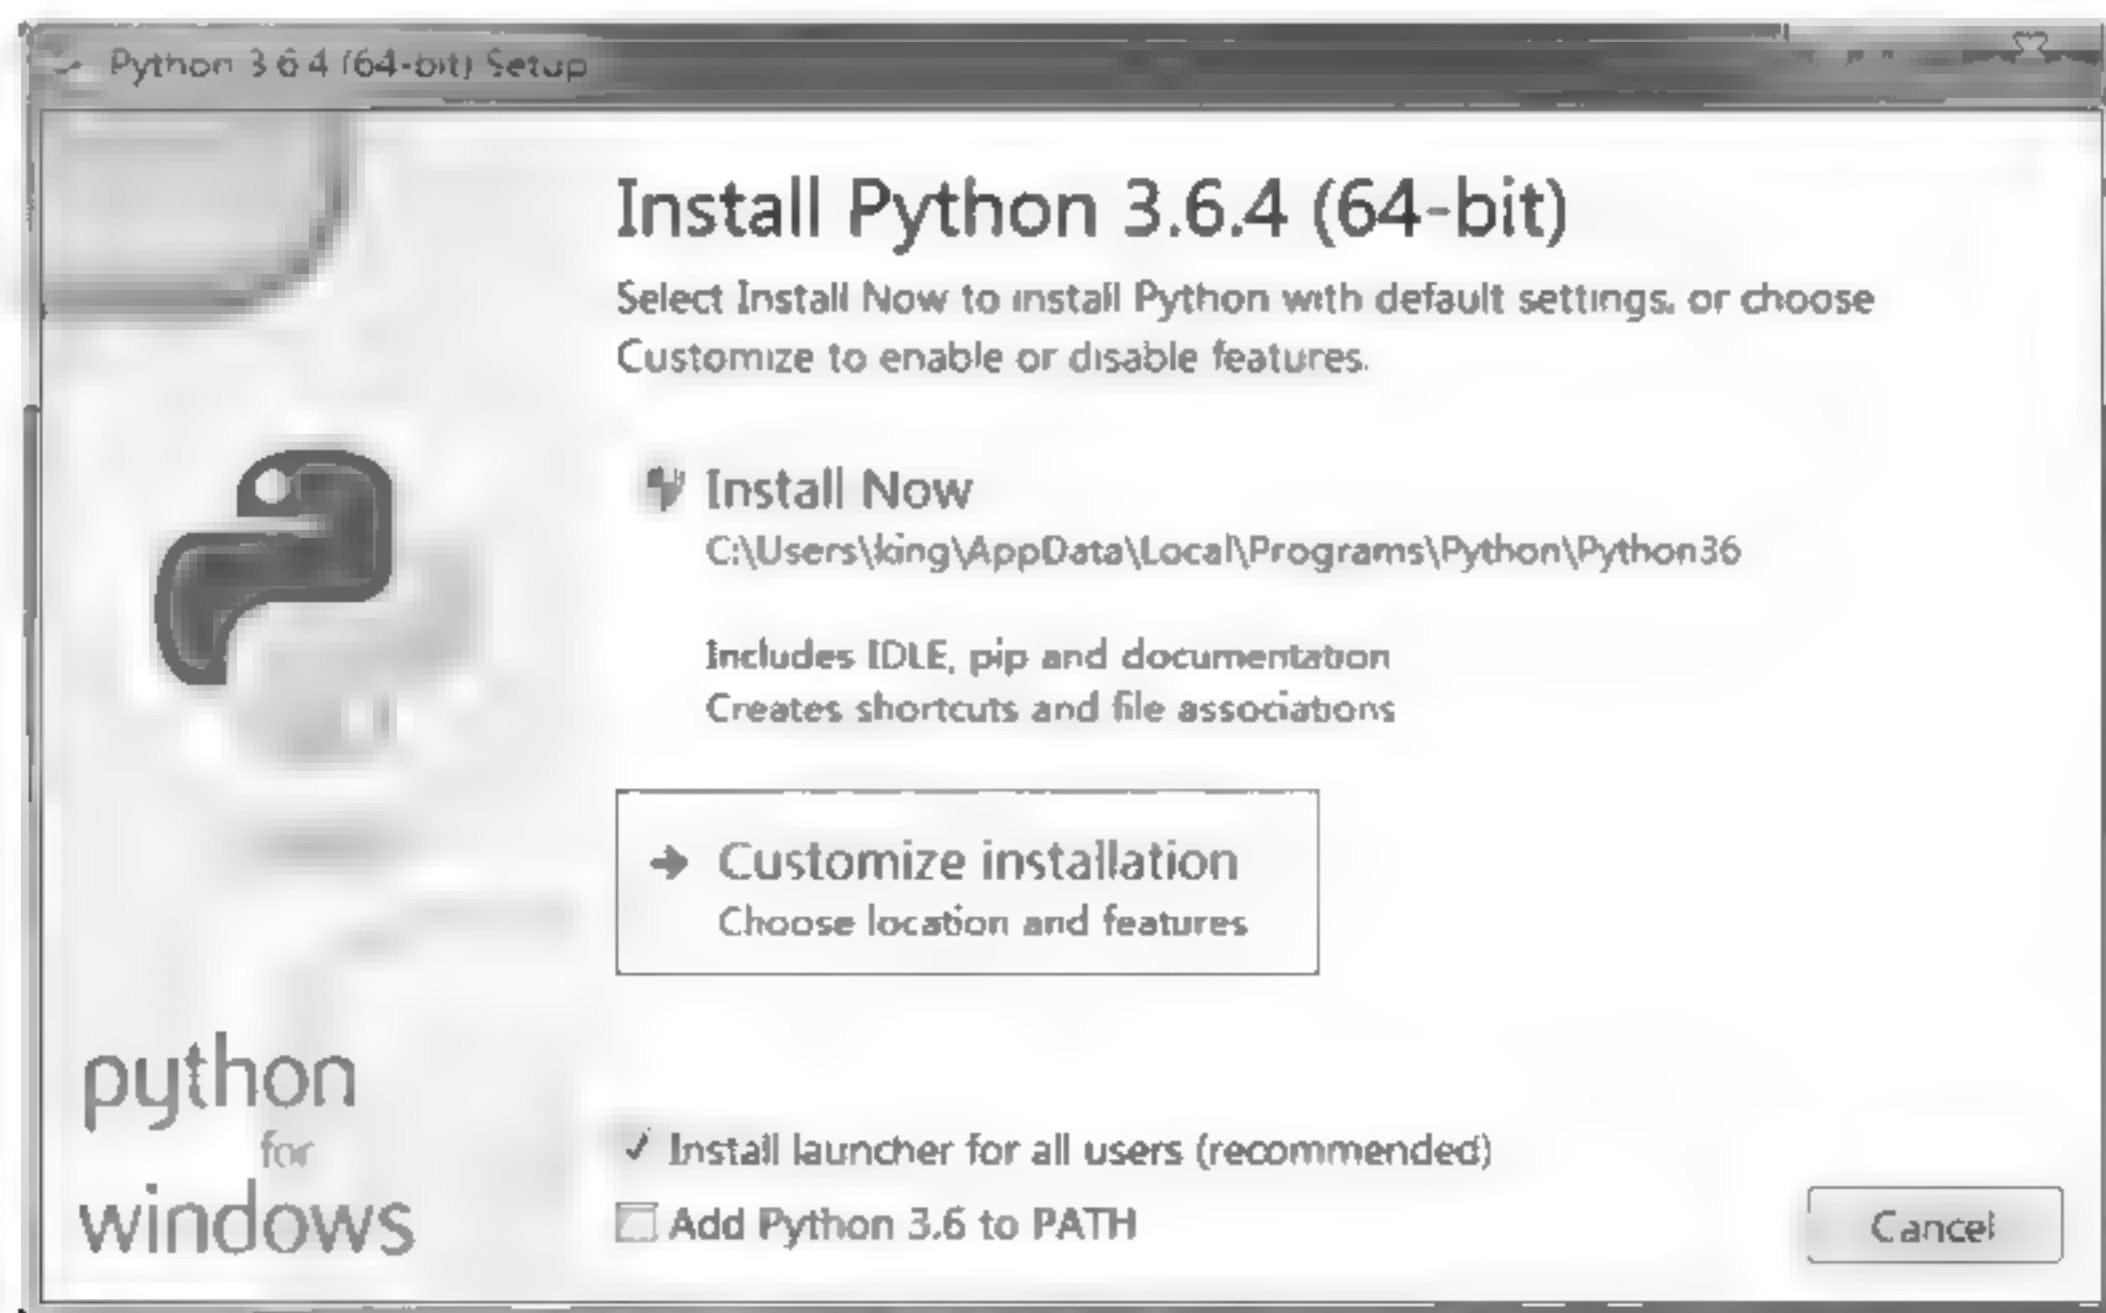 Python 3.6.4 (64-bit) Setup
Install Python 3.6.4 (64-bit)
Select Install Now to install Python with default settings, or choose
Customize to enable or disable features.
Install Now
C:\Users\king\AppData\Local\Programs\Python\Python36
Includes IDLE, pip and documentation
Creates shortcuts and file associations
Customize installation
Choose location and features
python
for
windows
Install launcher for all users (recommended)
Add Python 3.6 to PATH
Cancel